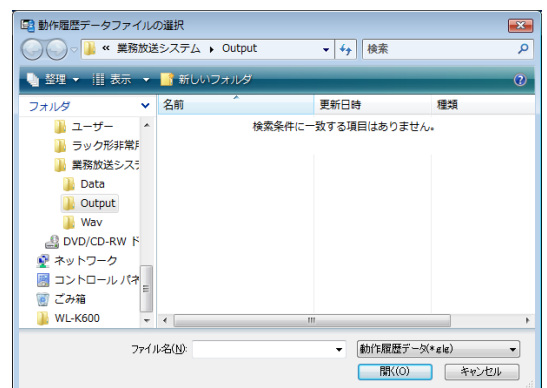 動作履歴データファイルの選択
« 業務放送システム ▸ Output 検索
整理 表示 新しいフォルダ
フォルダ 名前 更新日時 種類
検索条件に一致する項目はありません。
ユーザー
ラック形非常用
業務放送システ
Data
Output
Wav
DVD/CD-RW ド
ネットワーク
コントロール パネ
ごみ箱
WL-K600
ファイル名(N): 動作履歴データ(*.glg)
開く(O) キャンセル